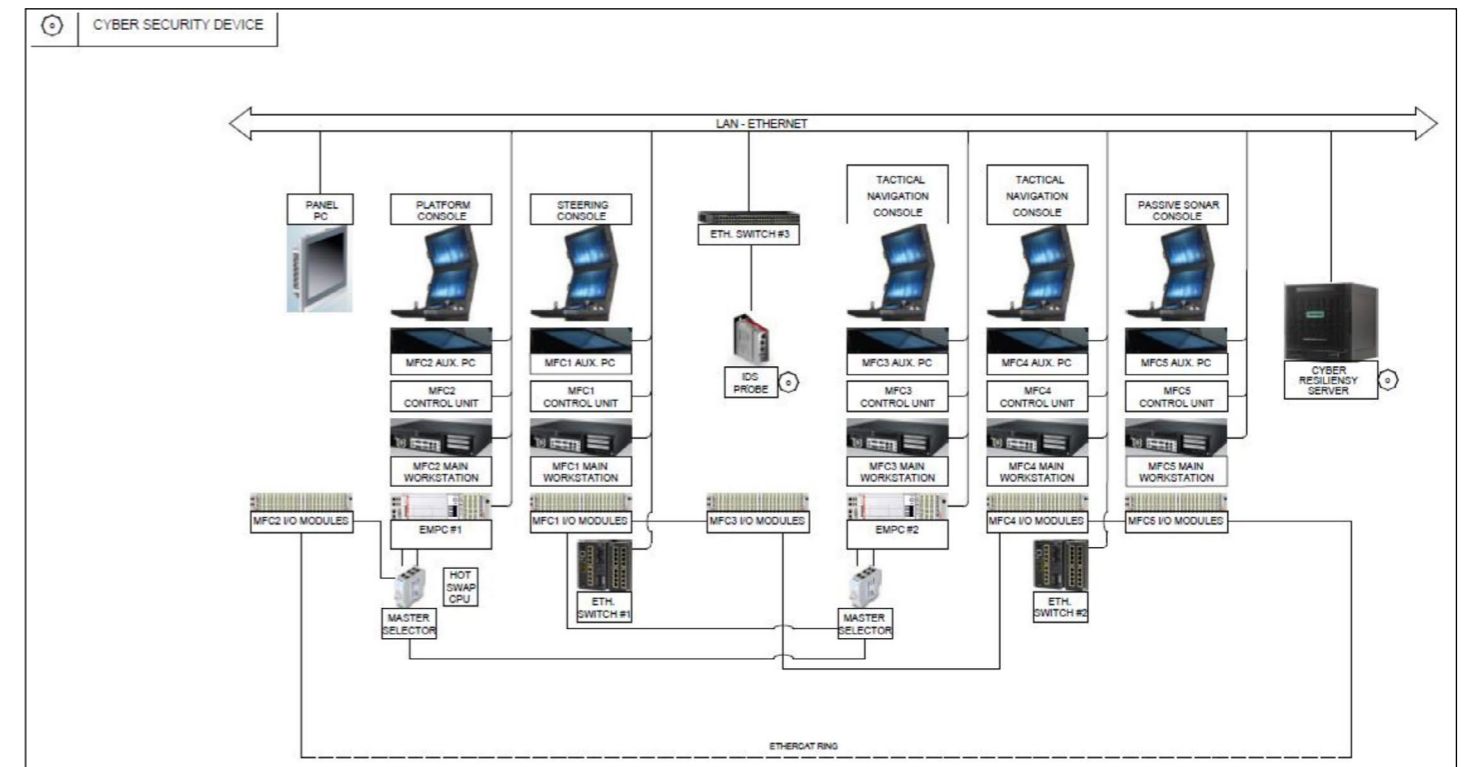 CYBER SECURITY DEVICE
LAN - ETHERNET
PANEL
PC
PLATFORM
CONSOLE
STEERING
CONSOLE
ETH. SWITCH #3
TACTICAL
NAVIGATION
CONSOLE
TACTICAL
NAVIGATION
CONSOLE
PASSIVE SONAR
CONSOLE
MFC2 AUX. PC
MFC1 AUX. PC
IDS
PROBE
MFC3 AUX. PC
MFC4 AUX. PC
MFC5 AUX. PC
CYBER
RESILIENSY
SERVER
MFC2
CONTROL UNIT
MFC1
CONTROL UNIT
MFC3
CONTROL UNIT
MFC4
CONTROL UNIT
MFC5
CONTROL UNIT
MFC2 MAIN
WORKSTATION
MFC1 MAIN
WORKSTATION
MFC3 MAIN
WORKSTATION
MFC4 MAIN
WORKSTATION
MFC5 MAIN
WORKSTATION
MFC2 I/O MODULES
EMPC #1
MFC1 I/O MODULES
MFC3 I/O MODULES
EMPC #2
MFC4 I/O MODULES
MFC5 I/O MODULES
HOT
SWAP
CPU
MASTER
SELECTOR
ETH.
SWITCH #1
MASTER
SELECTOR
ETH.
SWITCH #2
ETHERCAT RING